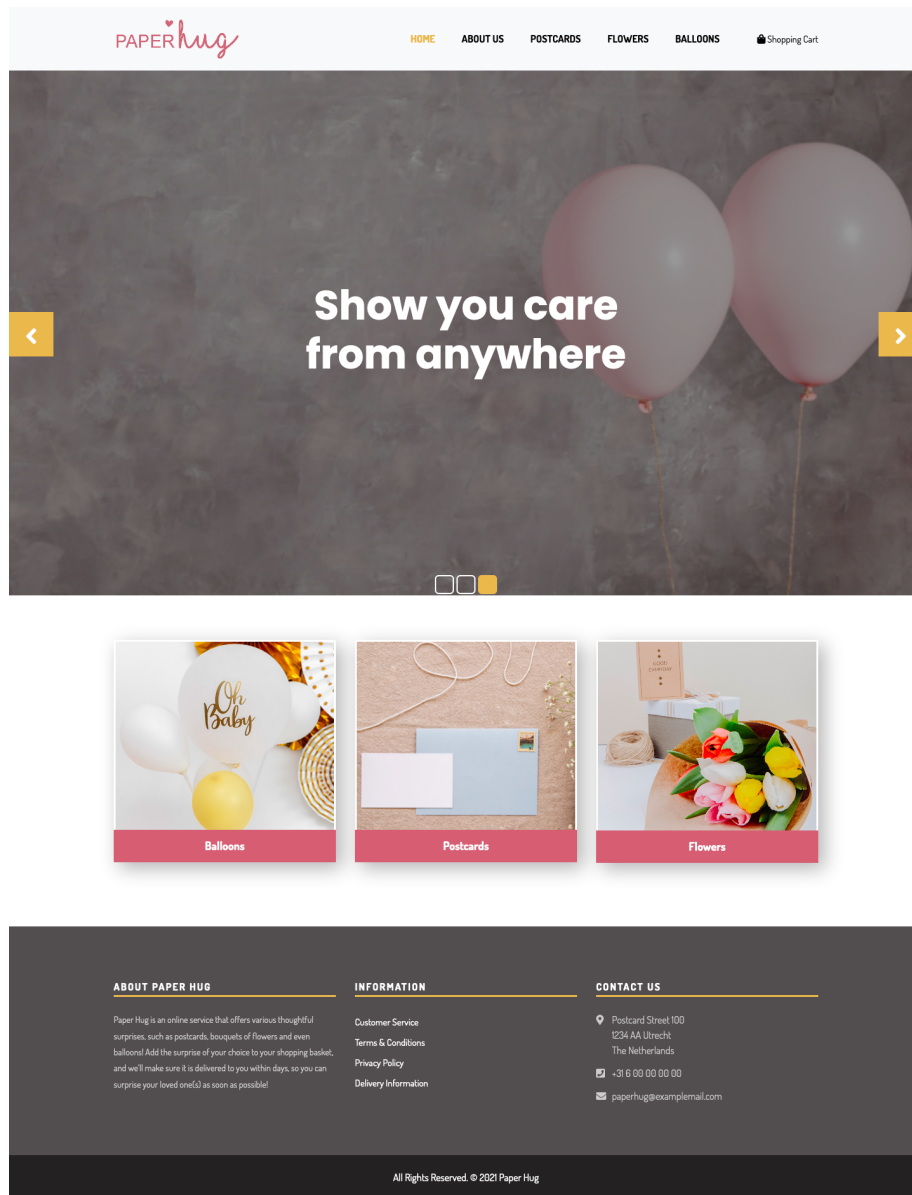 PAPER hug
HOME ABOUT US POSTCARDS FLOWERS BALLOONS Shopping Cart
Show you care
from anywhere
Oh
Baby
GOOD
EVERYDAY
Balloons
Postcards
Flowers
ABOUT PAPER HUG
Paper Hug is an online service that offers various thoughtful
surprises, such as postcards, bouquets of flowers and even
balloons! Add the surprise of your choice to your shopping basket,
and we'll make sure it is delivered to you within days, so you can
surprise your loved one(s) as soon as possible!
INFORMATION
Customer Service
Terms & Conditions
Privacy Policy
Delivery Information
CONTACT US
Postcard Street 100
1234 AA Utrecht
The Netherlands
+31 6 00 00 00 00
paperhug@examplemail.com
All Rights Reserved. © 2021 Paper Hug